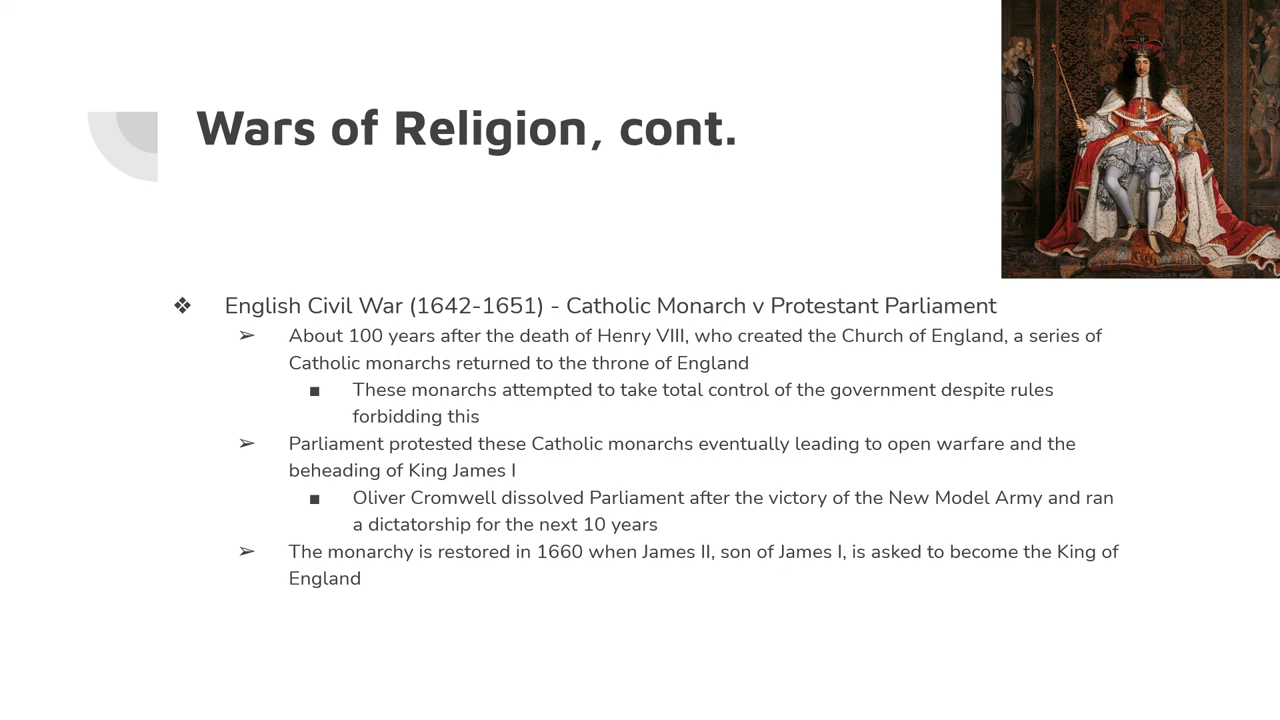 Wars of Religion, cont.
❖ English Civil War (1642-1651) - Catholic Monarch v Protestant Parliament
➢ About 100 years after the death of Henry VIII, who created the Church of England, a series of
Catholic monarchs returned to the throne of England
■ These monarchs attempted to take total control of the government despite rules
forbidding this
➢ Parliament protested these Catholic monarchs eventually leading to open warfare and the
beheading of King James I
■ Oliver Cromwell dissolved Parliament after the victory of the New Model Army and ran
a dictatorship for the next 10 years
➢ The monarchy is restored in 1660 when James II, son of James I, is asked to become the King of
England